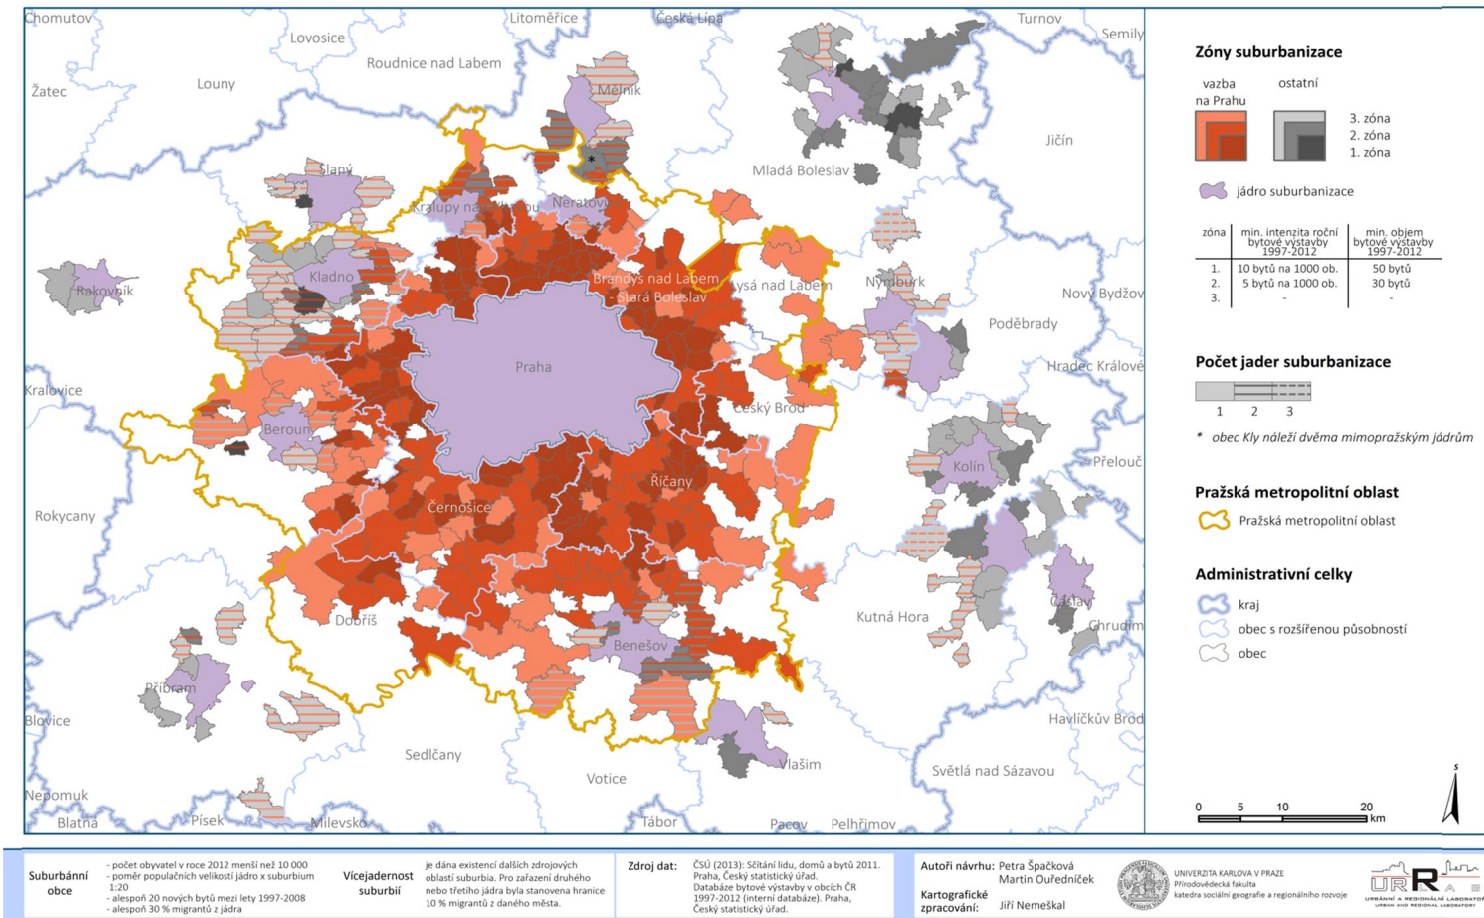 Chomutov
Litoměřice
Česká Lípa
Turnov
Semily
Lovosice
Roudnice nad Labem
Louny
Žatec
Mělník
Jičín
Mladá Boleslav
*
Slaný
Kralupy nad Vltavou
Neratovice
Kladno
Rakovník
Brandýs nad Labem
- Stará Boleslav
Lysá nad Labem
Nymburk
Nový Bydžov
Poděbrady
Praha
Hradec Králové
Kralovice
Český Brod
Beroun
Kolín
Přelouč
Říčany
Černošice
Rokycany
Dobříš
Kutná Hora
Čáslav
Chrudim
Benešov
Příbram
Blovice
Havlíčkův Brod
Sedlčany
Vlašim
Votice
Světlá nad Sázavou
Nepomuk
Blatná
Písek
Milevsko
Tábor
Pacov
Pelhřimov
Zóny suburbanizace
vazba
na Prahu
ostatní
3. zóna
2. zóna
1. zóna
jádro suburbanizace
zóna
min. intenzita roční
bytové výstavby
1997-2012
min. objem
bytové výstavby
1997-2012
1. 10 bytů na 1000 ob. 50 bytů
2. 5 bytů na 1000 ob. 30 bytů
3. - -
Počet jader suburbanizace
1 2 3
* obec Kly náleží dvěma mimopražským jádrům
Pražská metropolitní oblast
Pražská metropolitní oblast
Administrativní celky
kraj
obec s rozšířenou působností
obec
S
0 5 10 20
km
Suburbánní
obce
- počet obyvatel v roce 2012 menší než 10 000
- poměr populačních velikostí jádro x suburbium
1:20
- alespoň 20 nových bytů mezi lety 1997-2008
- alespoň 30 % migrantů z jádra
Vícejadernost
suburbií
je dána existencí dalších zdrojových
oblastí suburbia. Pro zařazení druhého
nebo třetího jádra byla stanovena hranice
10 % migrantů z daného města.
Zdroj dat:
ČSÚ (2013): Sčítání lidu, domů a bytů 2011.
Praha, Český statistický úřad.
Databáze bytové výstavby v obcích ČR
1997-2012 (interní databáze). Praha,
Český statistický úřad.
Autoři návrhu: Petra Špačková
Martin Ouředníček
Kartografické
zpracování: Jiří Nemeškal
UNIVERZITA KARLOVA V PRAZE
Přírodovědecká fakulta
katedra sociální geografie a regionálního rozvoje
URRLAB
URBÁNNÍ A REGIONÁLNÍ LABORATOŘ
URBAN AND REGIONAL LABORATORY